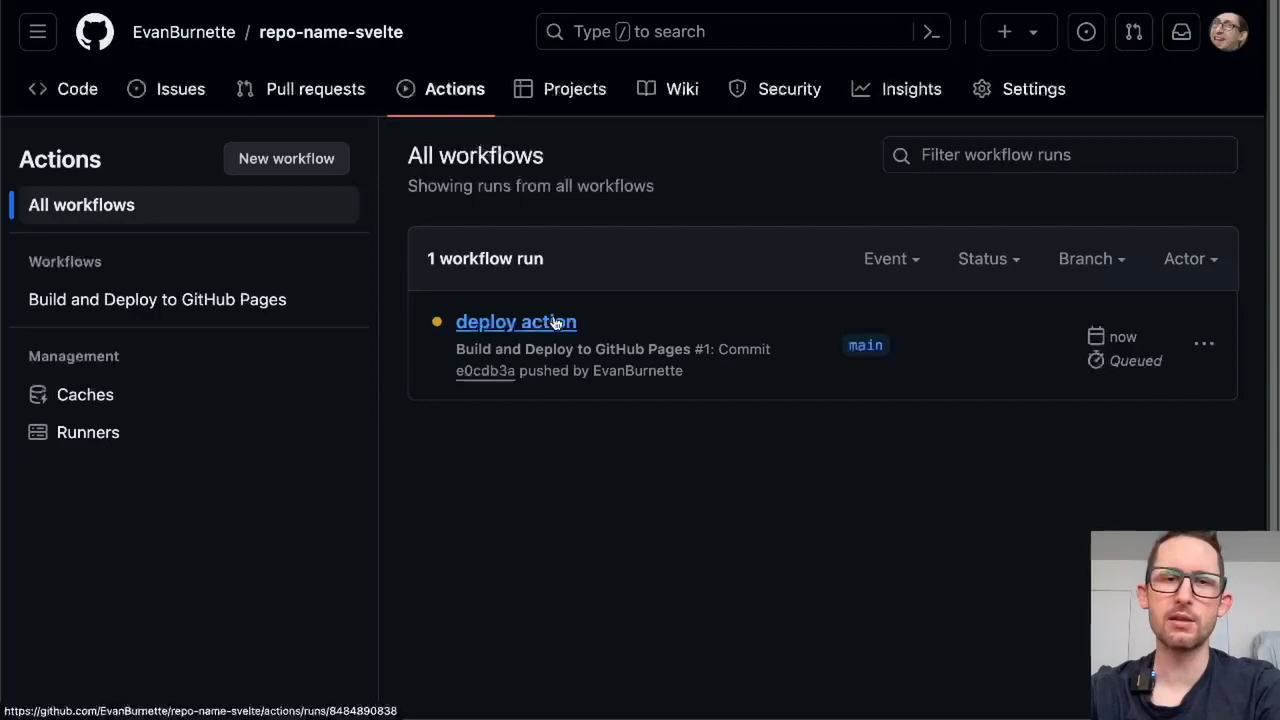 EvanBurnette / repo-name-svelte
Type / to search
Code
Issues
Pull requests
Actions
Projects
Wiki
Security
Insights
Settings
Actions
New workflow
All workflows
Workflows
Build and Deploy to GitHub Pages
Management
Caches
Runners
All workflows
Showing runs from all workflows
Filter workflow runs
1 workflow run
Event
Status
Branch
Actor
deploy action
Build and Deploy to GitHub Pages #1: Commit
e0cdb3a pushed by EvanBurnette
main
now
Queued
https://github.com/EvanBurnette/repo-name-svelte/actions/runs/8484890838